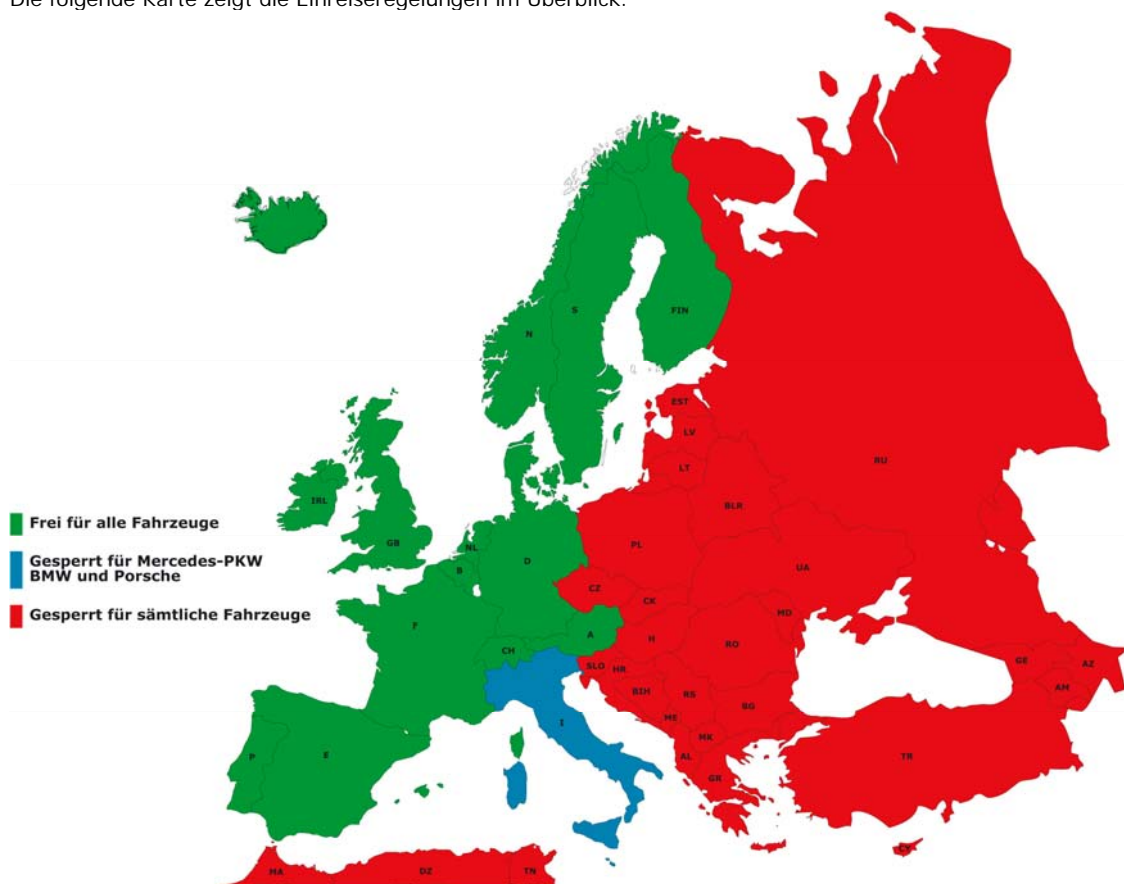 Die folgende Karte zeigt die Einreiseregelungen im Überblick.
N
S
FIN
EST
LV
LT
RU
IRL
GB
NL
B
D
PL
BLR
Frei für alle Fahrzeuge
Gesperrt für Mercedes-PKW
BMW und Porsche
Gesperrt für sämtliche Fahrzeuge
F
CZ
CK
UA
MD
CH
A
H
RO
SLO
HR
BIH
RS
BG
GE
AZ
AM
I
ME
MK
AL
GR
TR
P
E
CY
MA
DZ
TN